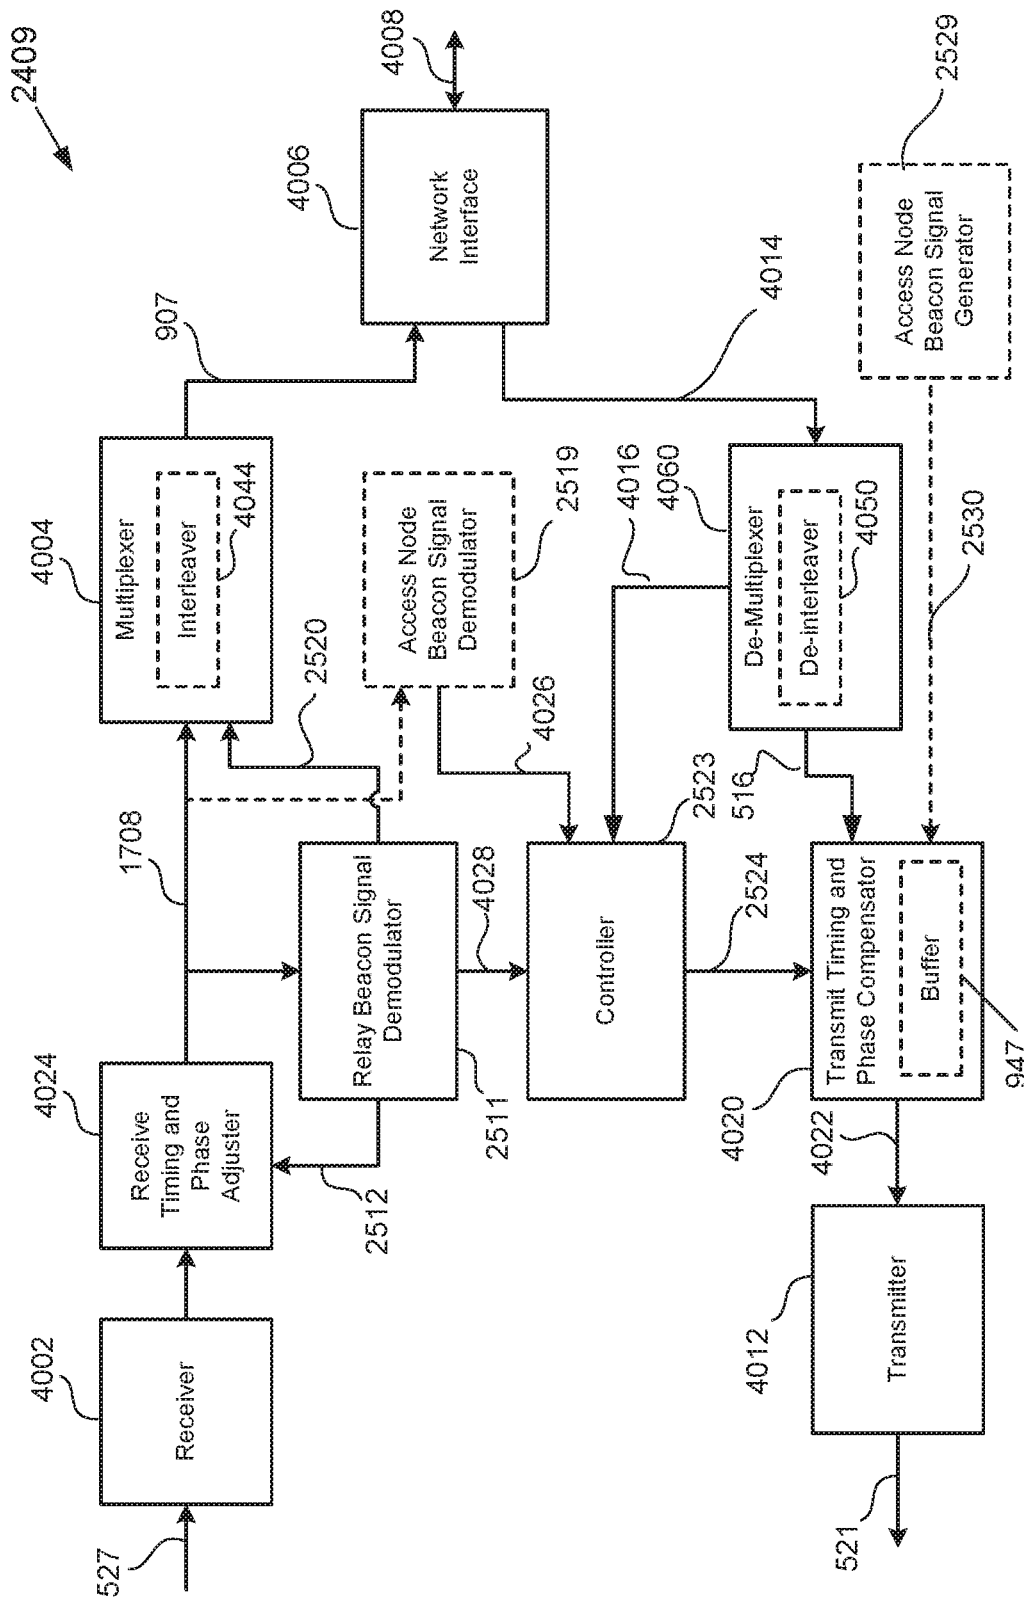 2409
4002
Receiver
527
4024
Receive
Timing and
Phase
Adjuster
1708
4004
Multiplexer
Interleaver
4044
907
4006
Network
Interface
4008
2512
2511
Relay Beacon Signal
Demodulator
2520
Access Node
Beacon Signal
Demodulator
2519
4028
4026
Controller
2523
4016
4014
4060
De-Multiplexer
De-interleaver
4050
2524
516
4012
Transmitter
521
4022
4020
Transmit Timing and
Phase Compensator
Buffer
947
2530
Access Node
Beacon Signal
Generator
2529